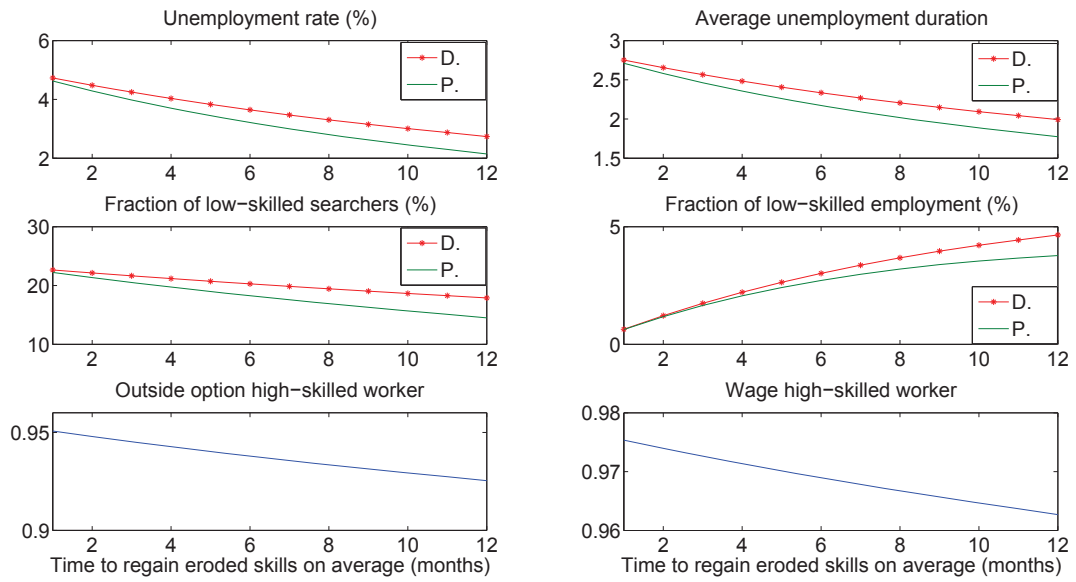 Unemployment rate (%)
6
4
2
2 4 6 8 10 12
D.
P.
Average unemployment duration
3
2.5
2
1.5
2 4 6 8 10 12
D.
P.
Fraction of low−skilled searchers (%)
30
20
10
2 4 6 8 10 12
D.
P.
Fraction of low−skilled employment (%)
5
0
2 4 6 8 10 12
D.
P.
Outside option high−skilled worker
0.95
0.9
2 4 6 8 10 12
Time to regain eroded skills on average (months)
Wage high−skilled worker
0.98
0.97
0.96
2 4 6 8 10 12
Time to regain eroded skills on average (months)